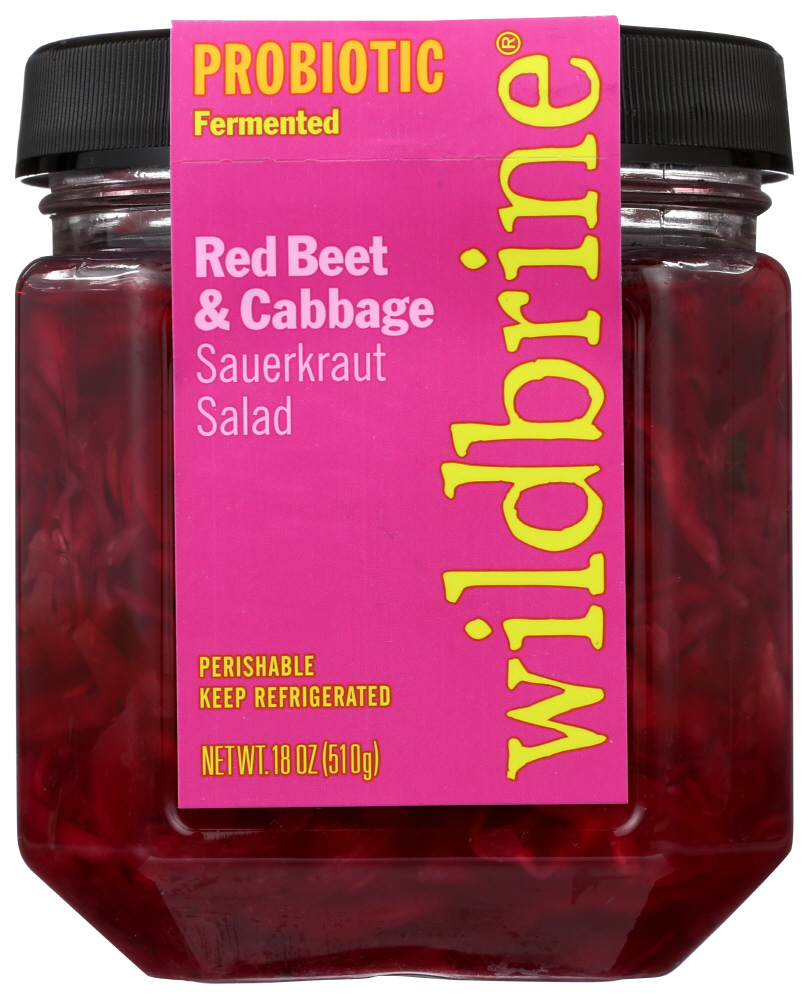 PROBIOTIC
Fermented
Red Beet
& Cabbage
Sauerkraut
Salad
PERISHABLE
KEEP REFRIGERATED
NET WT. 18 OZ (510g)
wildbrine®